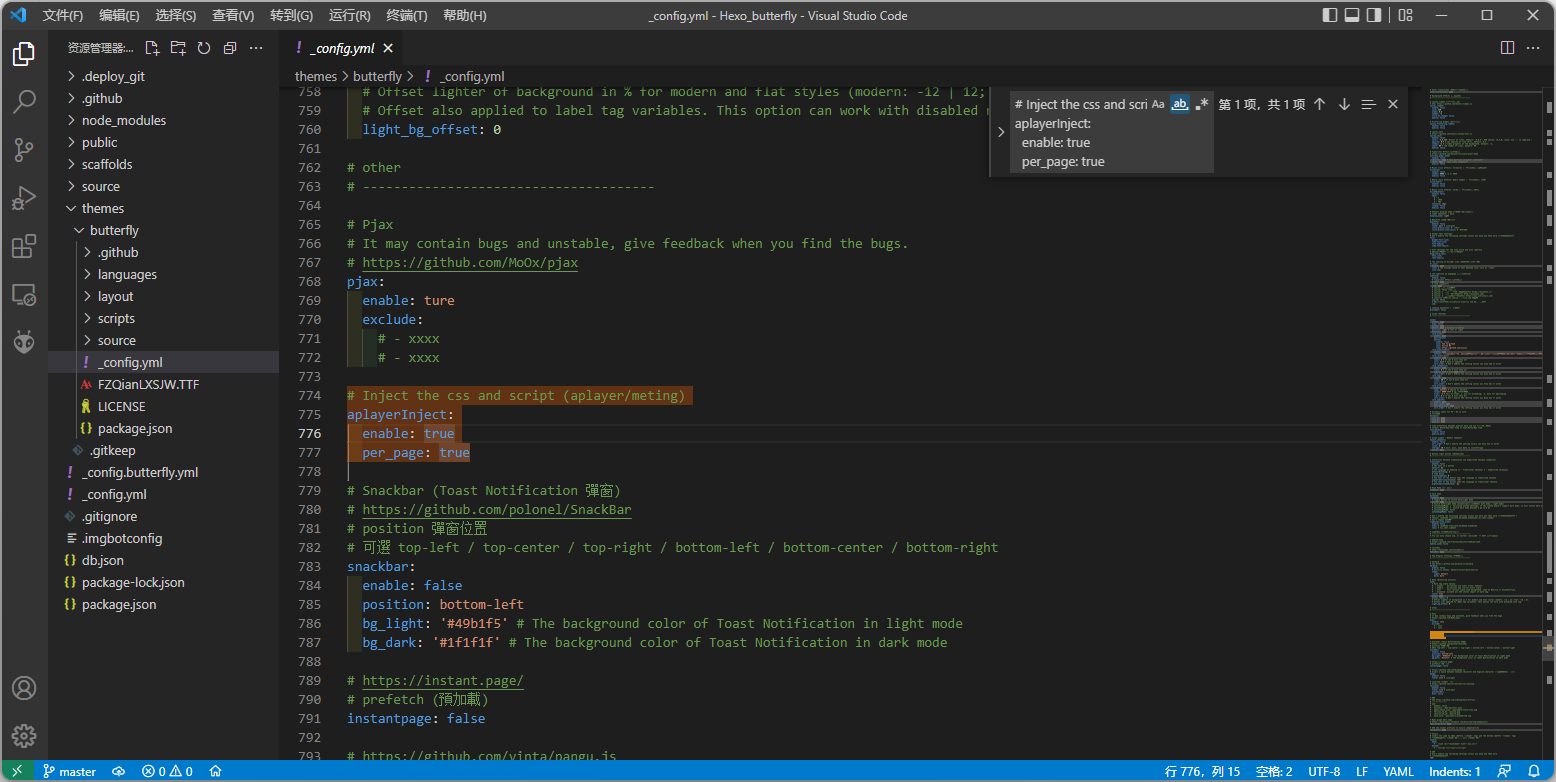 文件(F) 编辑(E) 选择(S) 查看(V) 转到(G) 运行(R) 终端(T) 帮助(H) _config.yml - Hexo_butterfly - Visual Studio Code
资源管理器:...
.deploy_git
.github
node_modules
public
scaffolds
source
themes
butterfly
.github
languages
layout
scripts
source
! _config.yml
FZQianLXSJW.TTF
LICENSE
{} package.json
.gitkeep
! _config.butterfly.yml
! _config.yml
.gitignore
.imgbotconfig
{} db.json
{} package-lock.json
{} package.json
! _config.yml
themes > butterfly > ! _config.yml
# Inject the css and scri Aa ab .* 第 1 项, 共 1 项
aplayerInject:
enable: true
per_page: true
758 # Offset lighter of background in % for modern and flat styles (modern: -12 | 12;
759 # Offset also applied to label tag variables. This option can work with disabled
760 light_bg_offset: 0
761
762 # other
763 # --------------------------------------
764
765 # Pjax
766 # It may contain bugs and unstable, give feedback when you find the bugs.
767 # https://github.com/MoOx/pjax
768 pjax:
769 enable: ture
770 exclude:
771 # - xxxx
772 # - xxxx
773
774 # Inject the css and script (aplayer/meting)
775 aplayerInject:
776 enable: true
777 per_page: true
778
779 # Snackbar (Toast Notification 彈窗)
780 # https://github.com/polonel/SnackBar
781 # position 彈窗位置
782 # 可選 top-left / top-center / top-right / bottom-left / bottom-center / bottom-right
783 snackbar:
784 enable: false
785 position: bottom-left
786 bg_light: '#49b1f5' # The background color of Toast Notification in light mode
787 bg_dark: '#1f1f1f' # The background color of Toast Notification in dark mode
788
789 # https://instant.page/
790 # prefetch (預加載)
791 instantpage: false
792
793 # https://github.com/vinta/pangu.js
master 0 0 行 776, 列 15 空格: 2 UTF-8 LF YAML Indents: 1